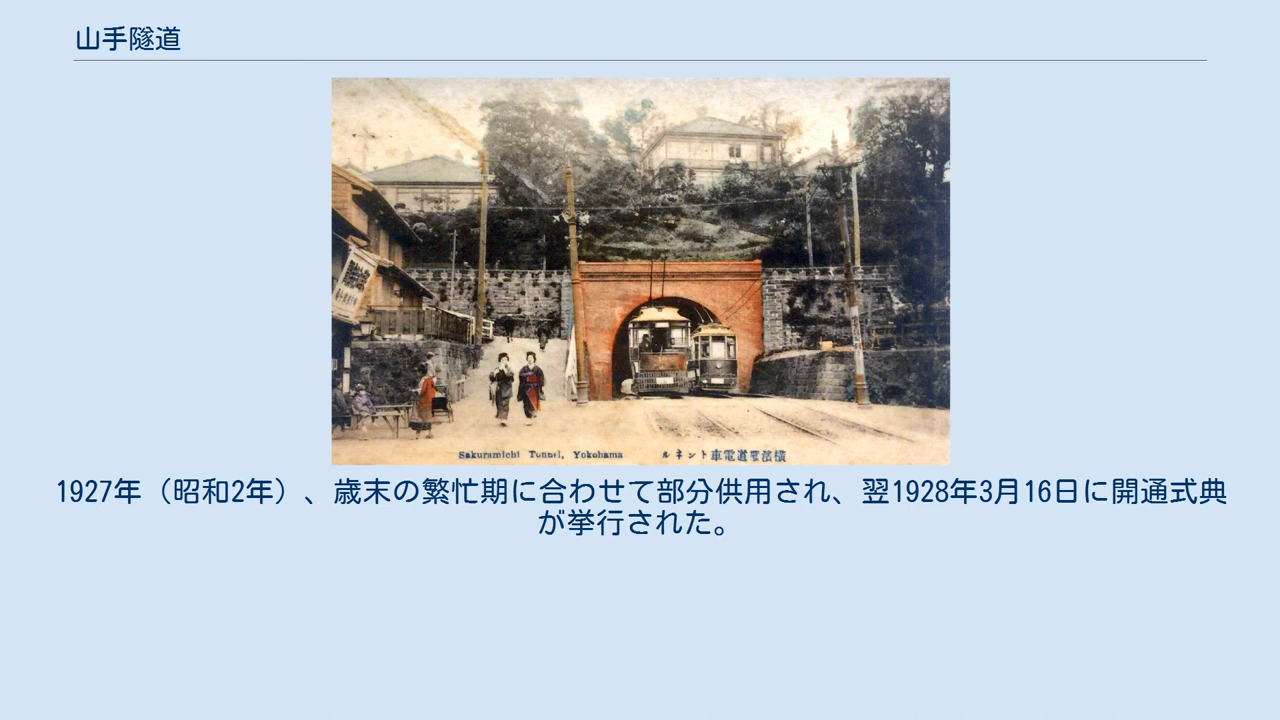 山手隧道
Sakuramichi Tunnel, Yokohama
ルネント車電道
1927年（昭和2年）、歳末の繁忙期に合わせて部分供用され、翌1928年3月16日に開通式典
が挙行された。